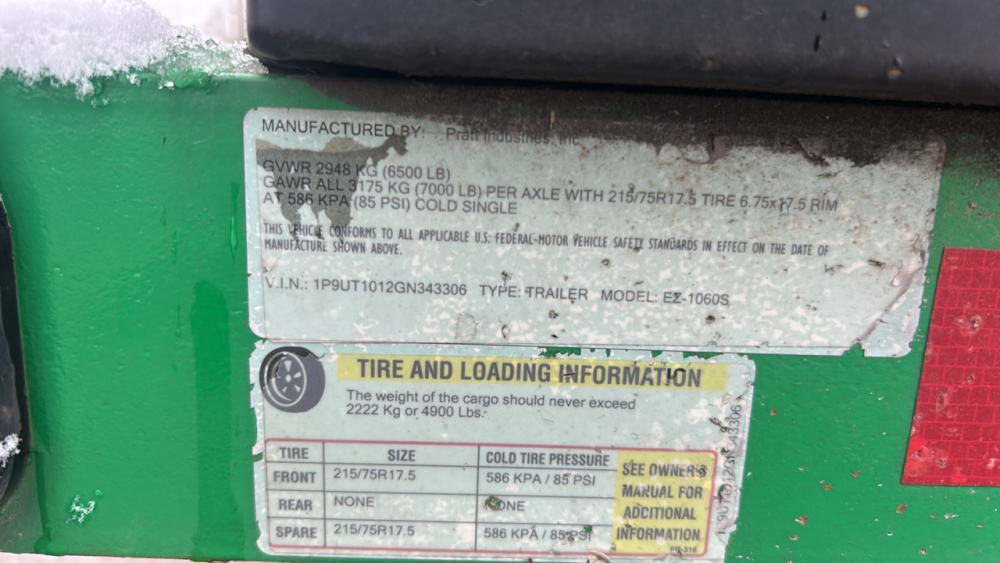 MANUFACTURED BY: Pratt Industries, Inc
GVWR 2948 KG (6500 LB)
GAWR ALL 3175 KG (7000 LB) PER AXLE WITH 215/75R17.5 TIRE 6.75x17.5 RIM
AT 586 KPA (85 PSI) COLD SINGLE
THIS VEHICLE CONFORMS TO ALL APPLICABLE U.S. FEDERAL-MOTOR VEHICLE SAFETY STANDARDS IN EFFECT ON THE DATE OF
MANUFACTURE SHOWN ABOVE.
V.I.N.: 1P9UT1012GN343306 TYPE: TRAILER MODEL: EZ-1060S
TIRE AND LOADING INFORMATION
The weight of the cargo should never exceed
2222 Kg or 4900 Lbs.
TIRE SIZE COLD TIRE PRESSURE
FRONT 215/75R17.5 586 KPA / 85 PSI
REAR NONE NONE
SPARE 215/75R17.5 586 KPA / 85 PSI
SEE OWNER'S
MANUAL FOR
ADDITIONAL
INFORMATION